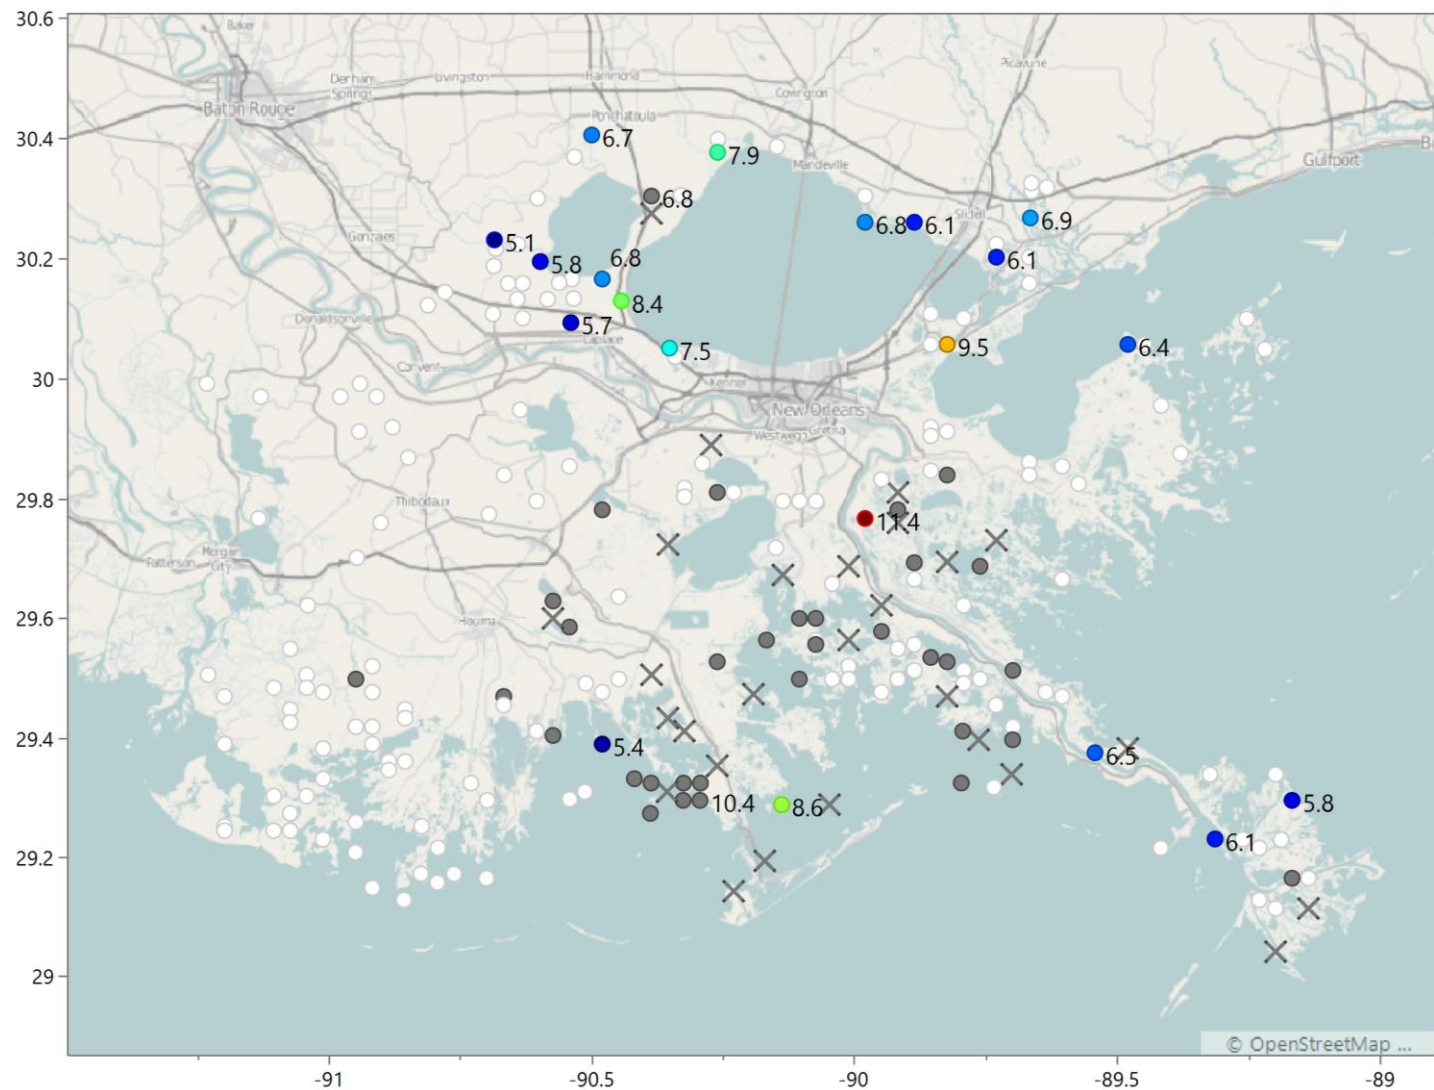 30.6
Baker
Picayune
Derham
Springs
Livingston
Hammond
Covington
Baton Rouge
Ponchatoula
30.4
6.7
7.9
Mandeville
Gulfport
6.8
Gonzales
5.1
6.8
6.1
Slidell
6.9
30.2
5.8
6.8
6.1
8.4
Donaldsonville
5.7
Laplace
7.5
9.5
6.4
Convent
30
Kenner
New Orleans
Westwego
Gretna
29.8
Thibodaux
11.4
Morgan
City
Patterson
29.6
Houma
29.4
5.4
6.5
10.4
8.6
5.8
6.1
29.2
29
© OpenStreetMap ...
-91
-90.5
-90
-89.5
-89